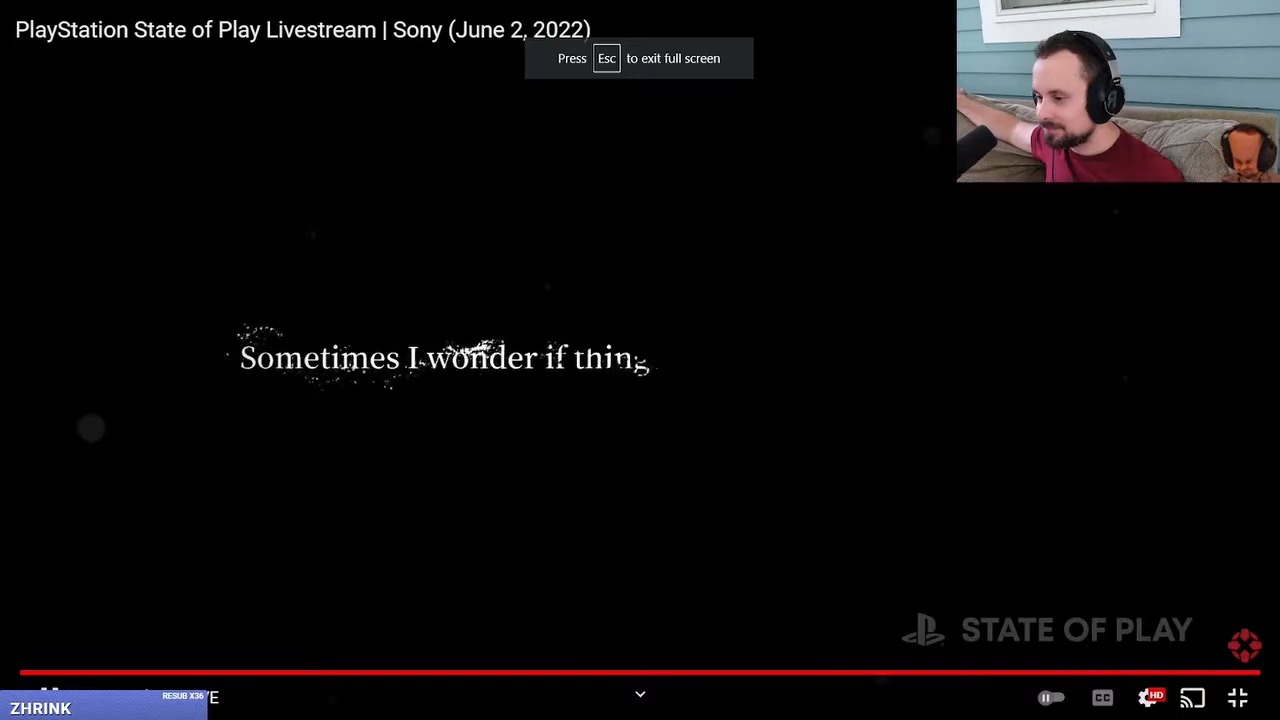 PlayStation State of Play Livestream | Sony (June 2, 2022)
Press Esc to exit full screen
Sometimes I wonder if thing
STATE OF PLAY
RESUB X36
ZHRINK
CC
HD